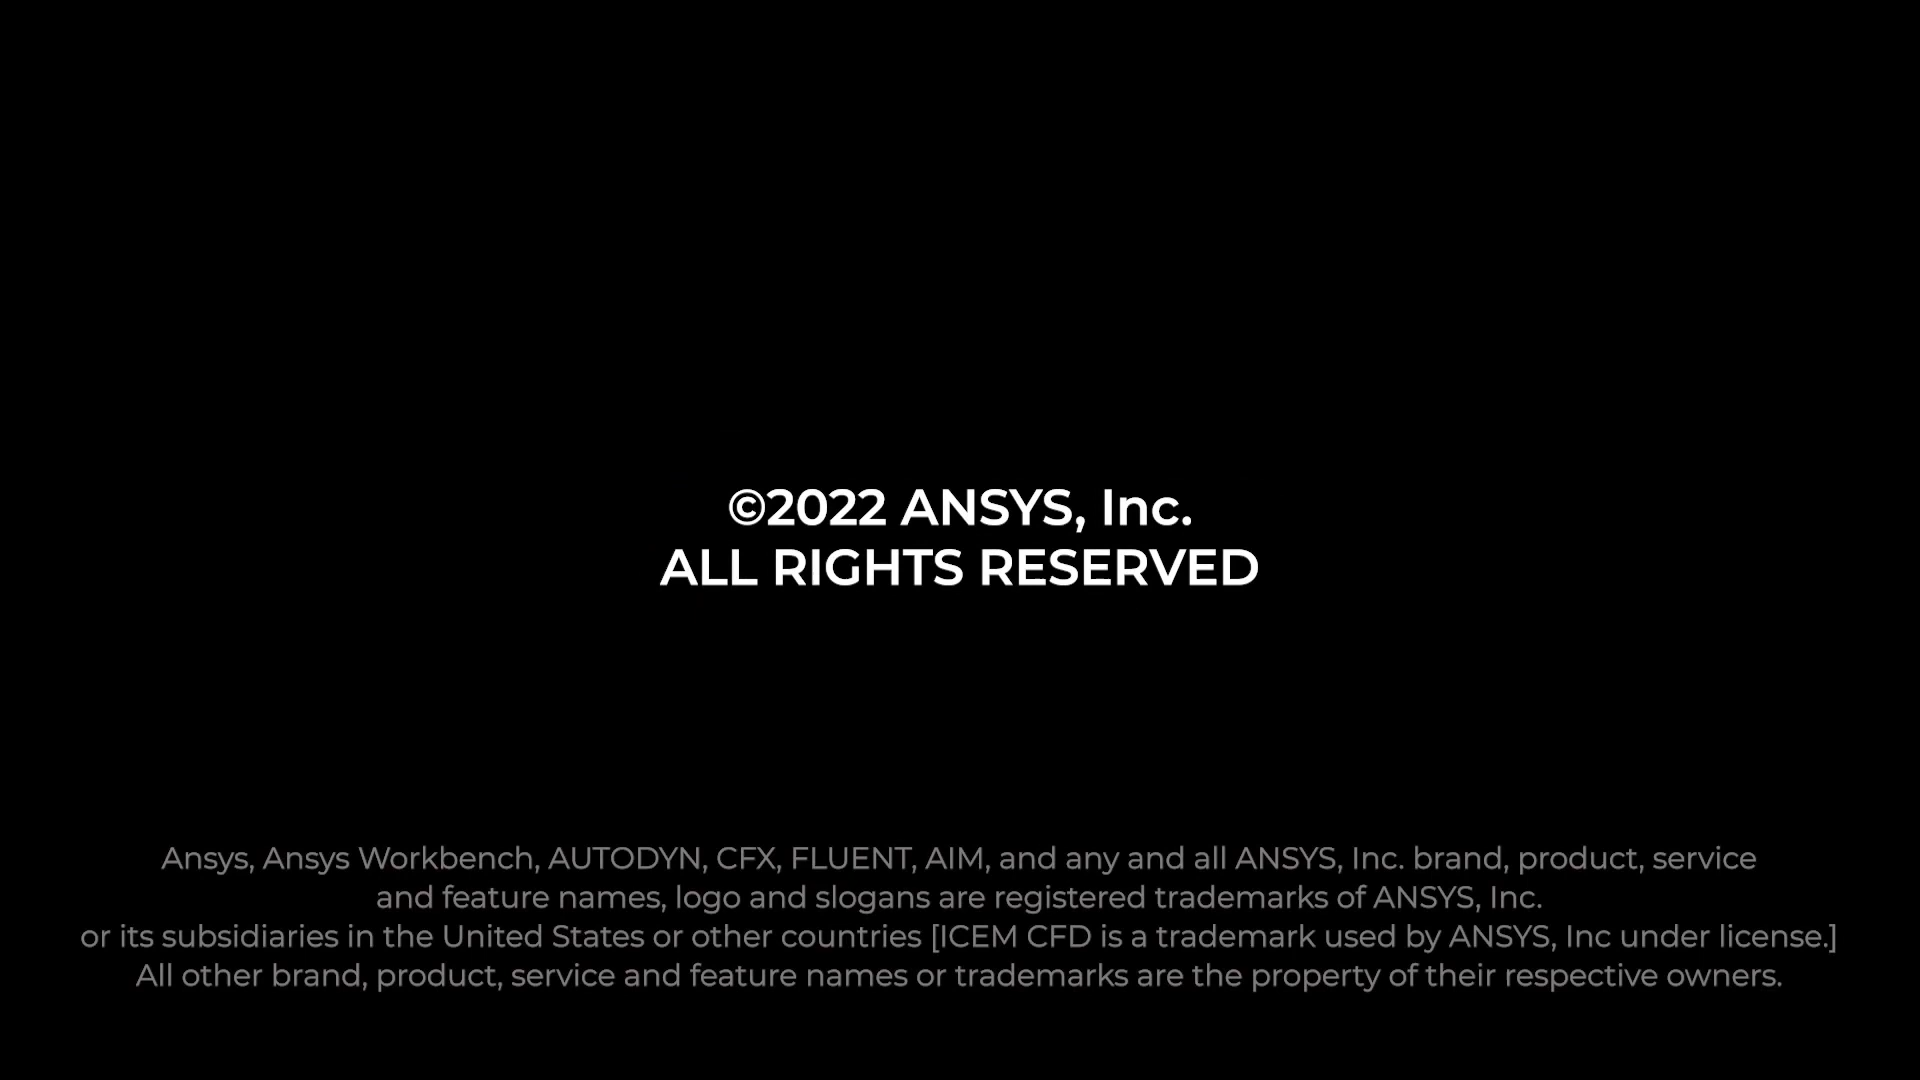 ©2022 ANSYS, Inc.
ALL RIGHTS RESERVED
Ansys, Ansys Workbench, AUTODYN, CFX, FLUENT, AIM, and any and all ANSYS, Inc. brand, product, service
and feature names, logo and slogans are registered trademarks of ANSYS, Inc.
or its subsidiaries in the United States or other countries [ICEM CFD is a trademark used by ANSYS, Inc under license.]
All other brand, product, service and feature names or trademarks are the property of their respective owners.